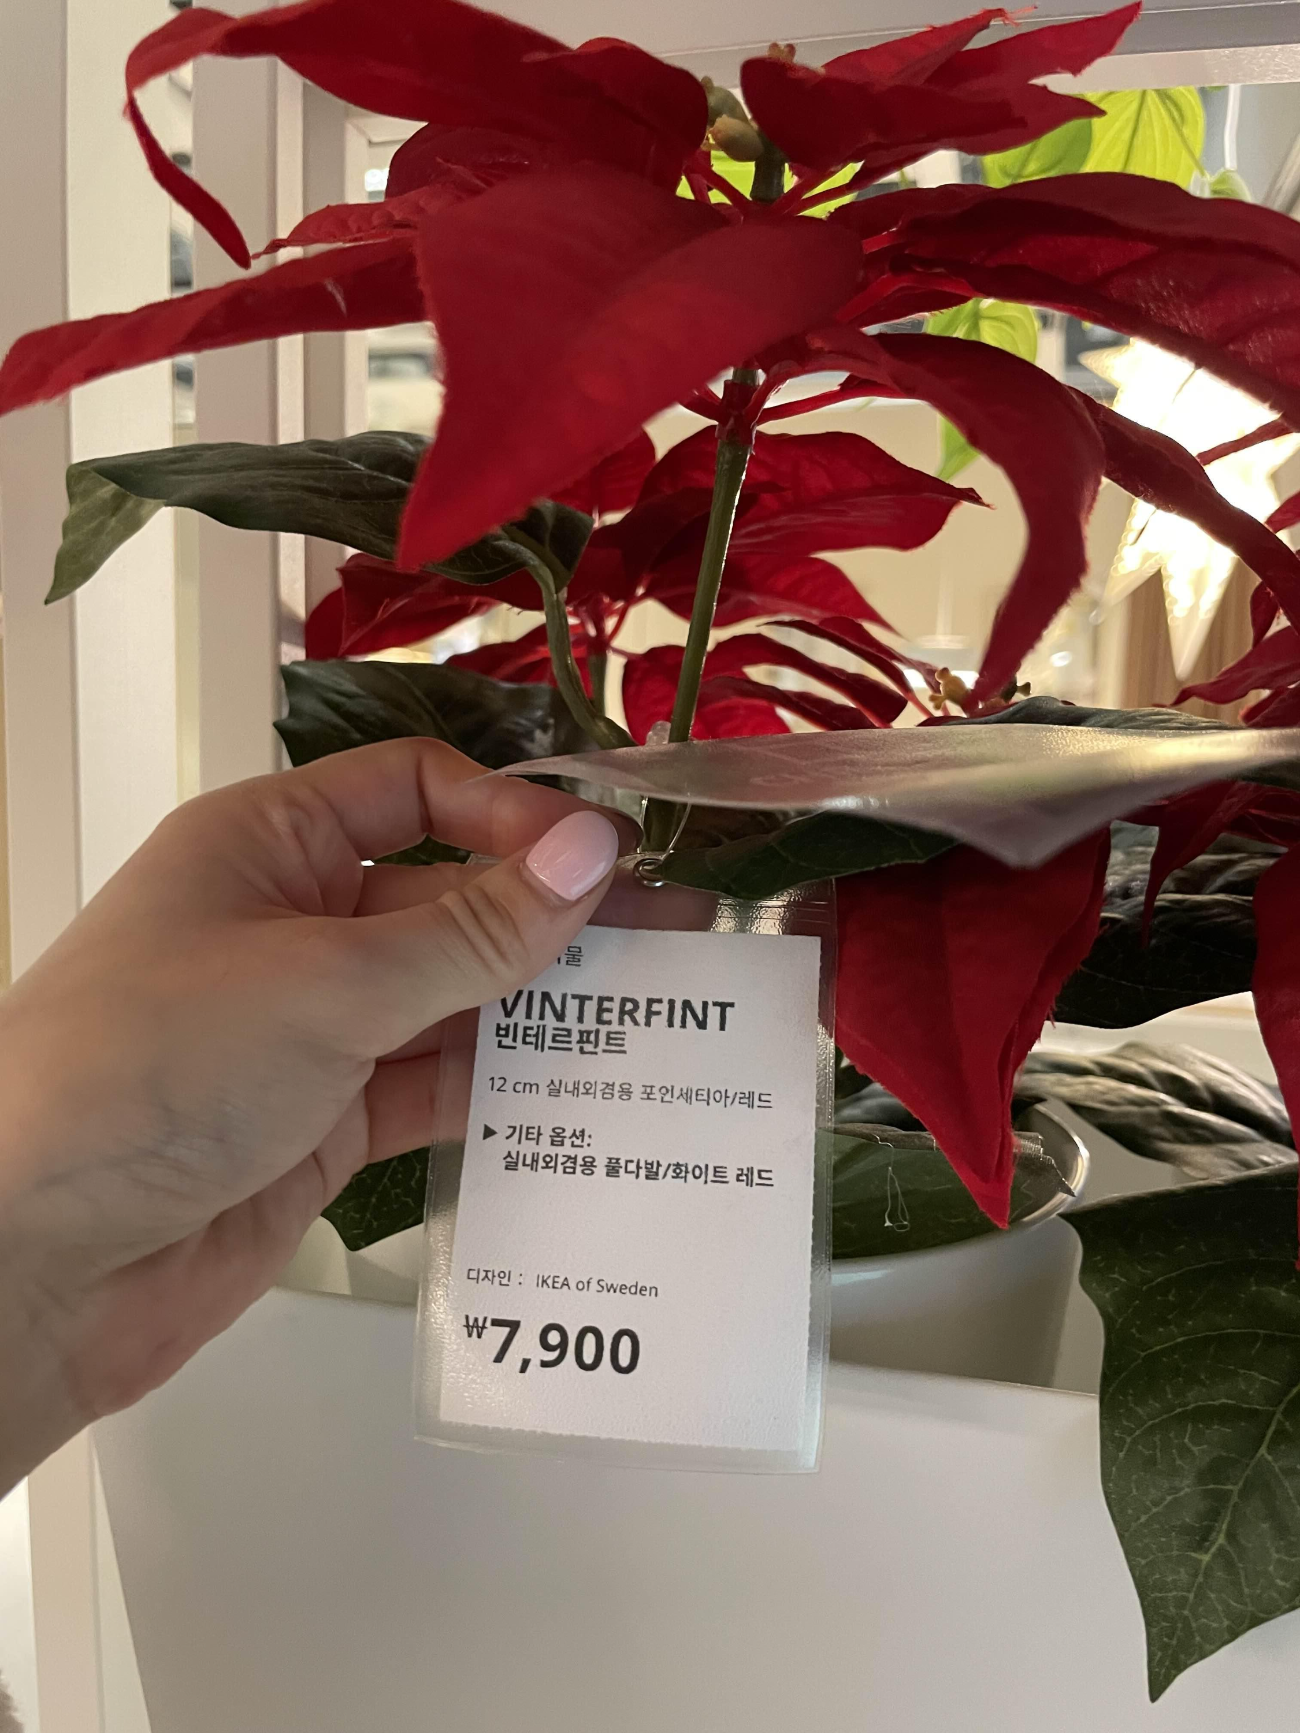 물
VINTERFINT
빈테르핀트
12 cm 실내외겸용 포인세티아/레드
▶ 기타 옵션:
실내외겸용 풀다발/화이트 레드
디자인 : IKEA of Sweden
₩7,900